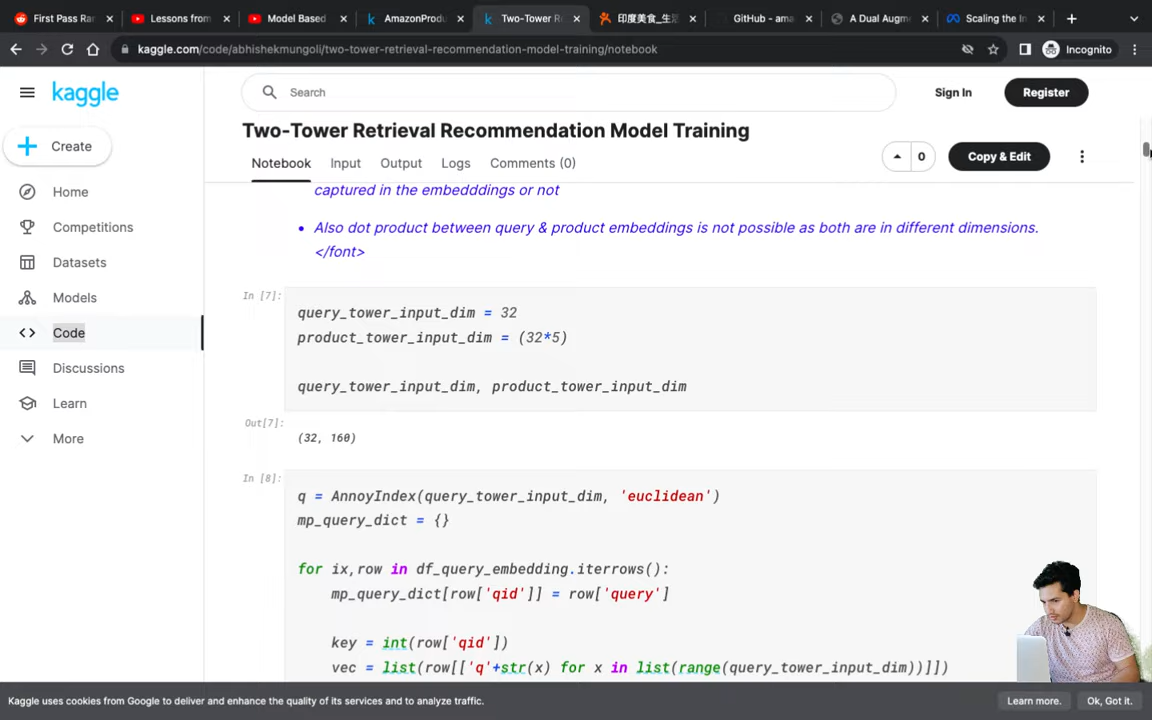 First Pass Ran
Lessons from
Model Based
AmazonProdu
Two-Tower R
印度美食_生活
GitHub - ama
A Dual Augme
Scaling the In
kaggle.com/code/abhishekmungoli/two-tower-retrieval-recommendation-model-training/notebook
Incognito
kaggle
Search
Sign In
Register
Create
Home
Competitions
Datasets
Models
Code
Discussions
Learn
More
Two-Tower Retrieval Recommendation Model Training
Notebook
Input
Output
Logs
Comments (0)
0
Copy & Edit
captured in the embedddings or not
• Also dot product between query & product embeddings is not possible as both are in different dimensions.
</font>
In [7]:
query_tower_input_dim = 32
product_tower_input_dim = (32*5)
query_tower_input_dim, product_tower_input_dim
Out[7]:
(32, 160)
In [8]:
q = AnnoyIndex(query_tower_input_dim, 'euclidean')
mp_query_dict = {}
for ix,row in df_query_embedding.iterrows():
mp_query_dict[row['qid']] = row['query']
key = int(row['qid'])
vec = list(row[['q'+str(x) for x in list(range(query_tower_input_dim))]])
Kaggle uses cookies from Google to deliver and enhance the quality of its services and to analyze traffic.
Learn more.
Ok, Got it.